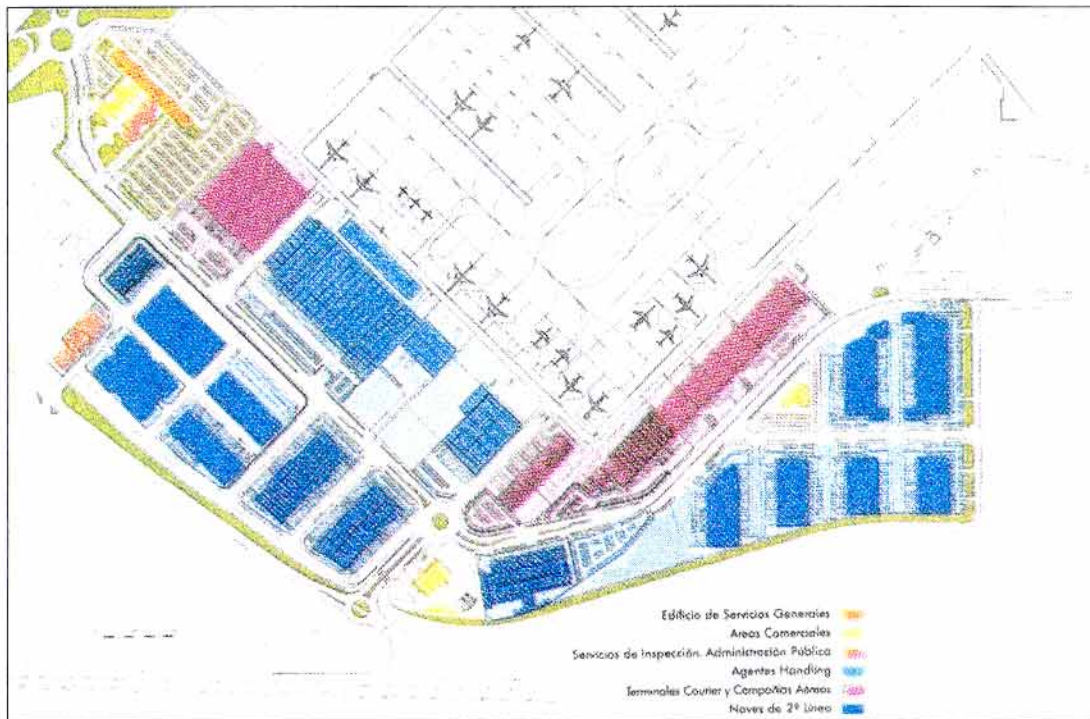 Edificio de Servicios Generales
Areas Comerciales
Servicios de Inspección. Administración Pública
Agentes Handling
Terminales Courier y Compañías Aéreas
Naves de 2ª Línea